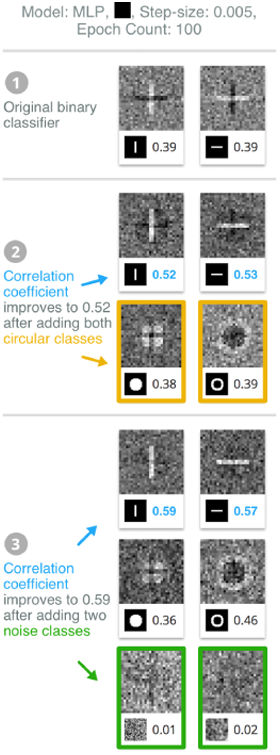 Model: MLP, Step-size: 0.005,
Epoch Count: 100
1
Original binary
classifier
0.39 0.39
2
Correlation
coefficient
improves to 0.52
after adding both
circular classes
0.52 0.53
0.38 0.39
3
Correlation
coefficient
improves to 0.59
after adding two
noise classes
0.59 0.57
0.36 0.46
0.01 0.02